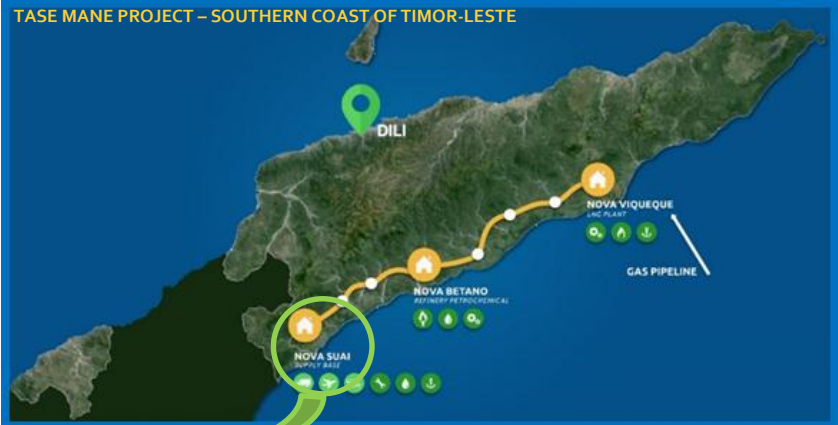 TASE MANE PROJECT – SOUTHERN COAST OF TIMOR-LESTE
DILI
NOVA VIQUEQUE
LNG PLANT
GAS PIPELINE
NOVA BETANO
REFINERY PETROCHEMICAL
NOVA SUAI
SUPPLY BASE